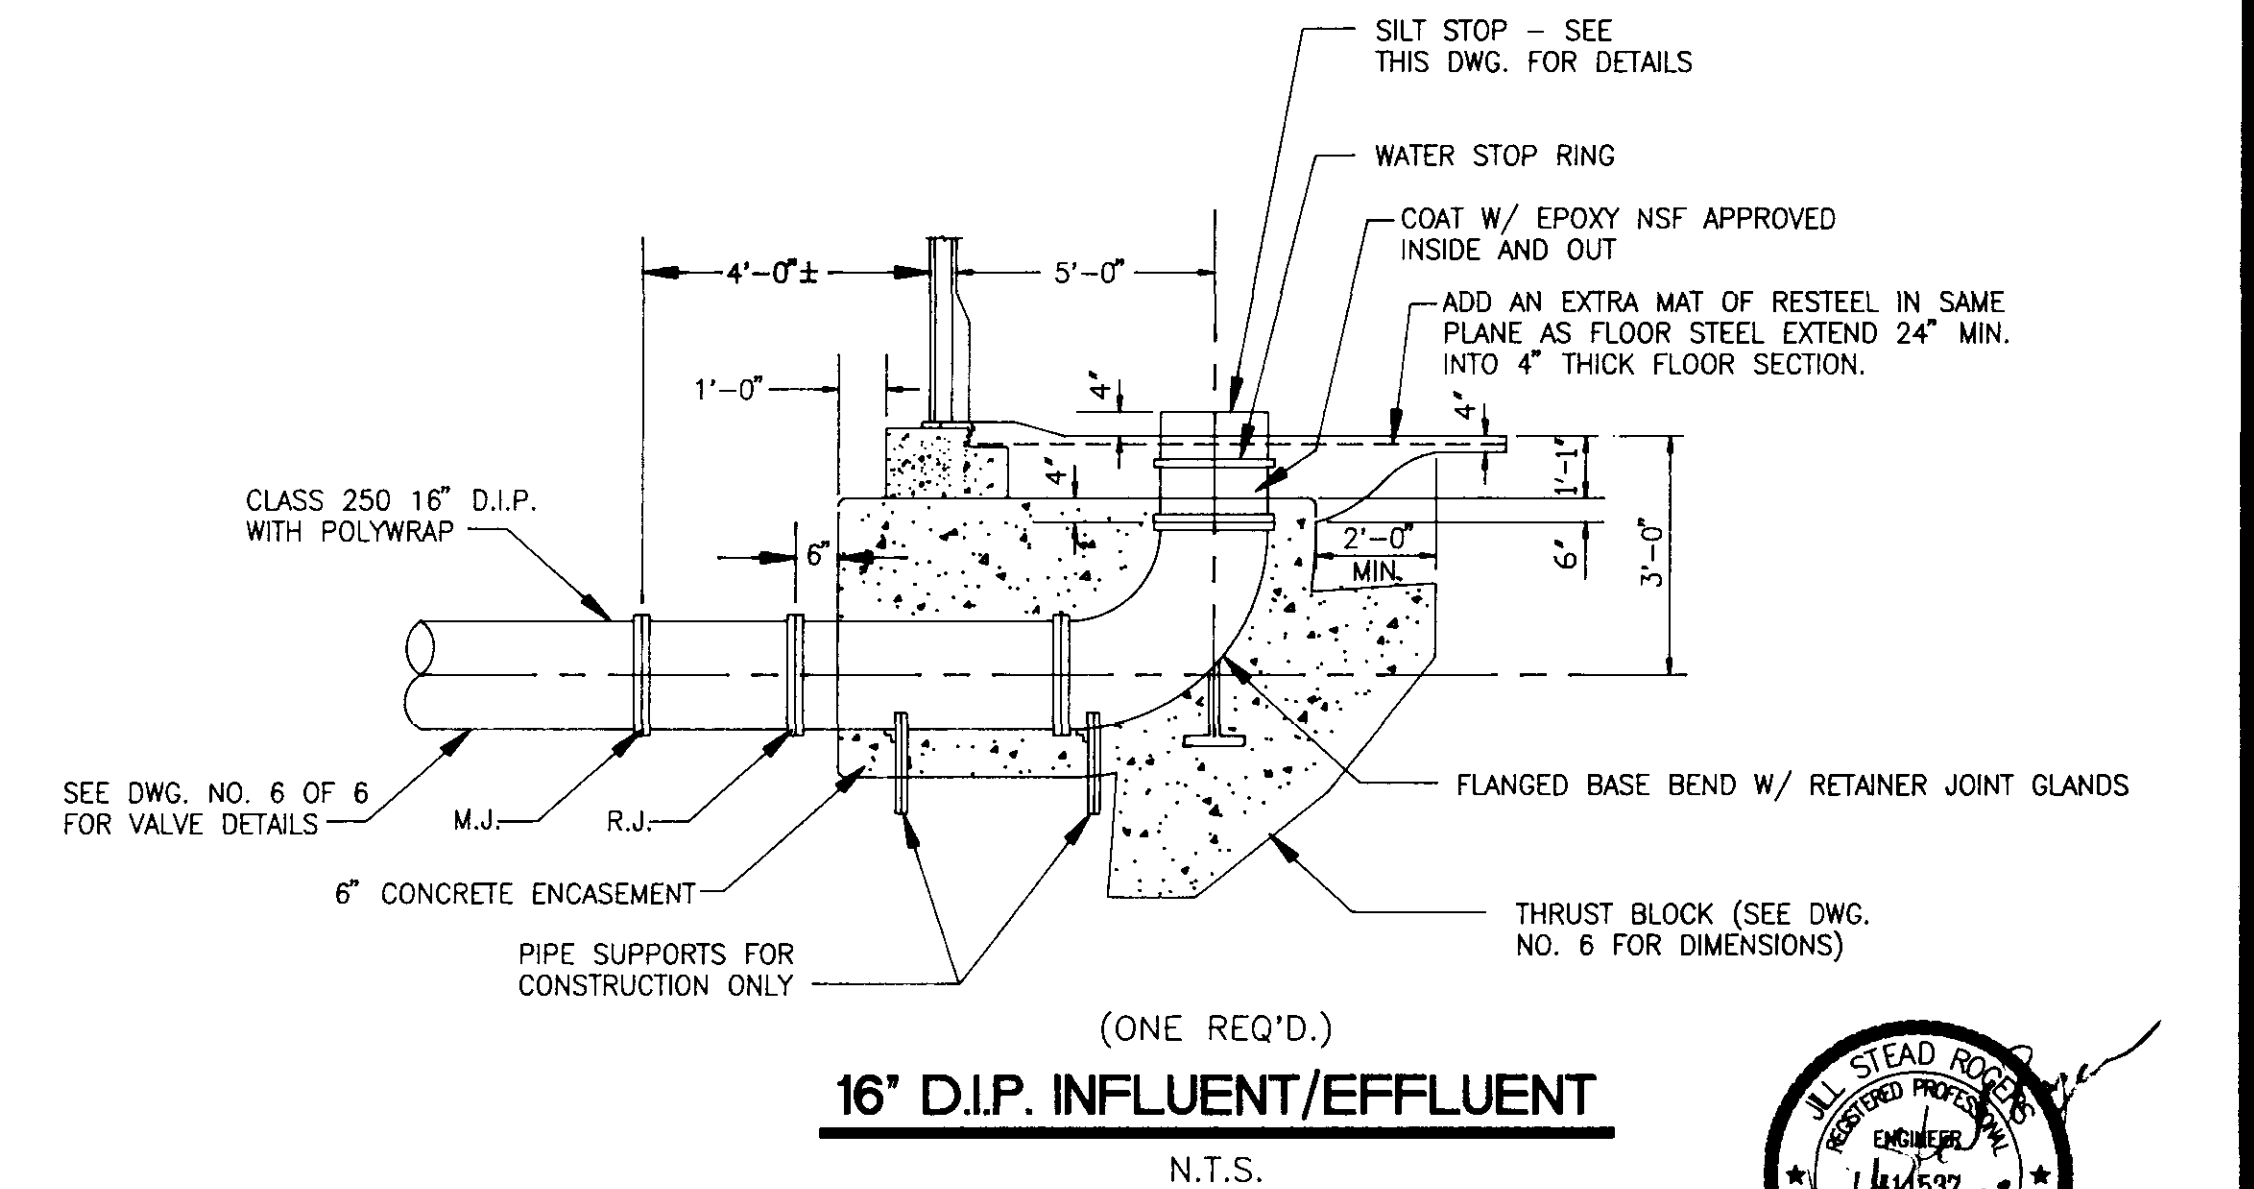 SILT STOP - SEE
THIS DWG. FOR DETAILS
WATER STOP RING
COAT W/ EPOXY NSF APPROVED
INSIDE AND OUT
4'-0"±
5'-0"
ADD AN EXTRA MAT OF RESTEEL IN SAME
PLANE AS FLOOR STEEL EXTEND 24" MIN.
INTO 4" THICK FLOOR SECTION.
1'-0"
4"
4"
4"
1'-1"
CLASS 250 16" D.I.P.
WITH POLYWRAP
6"
2'-0"
MIN.
6"
3'-0"
SEE DWG. NO. 6 OF 6
FOR VALVE DETAILS
M.J.
R.J.
FLANGED BASE BEND W/ RETAINER JOINT GLANDS
6" CONCRETE ENCASEMENT
THRUST BLOCK (SEE DWG.
NO. 6 FOR DIMENSIONS)
PIPE SUPPORTS FOR
CONSTRUCTION ONLY
(ONE REQ'D.)
16" D.I.P. INFLUENT/EFFLUENT
N.T.S.
JILL STEAD ROGERS
REGISTERED PROFESSIONAL
ENGINEER